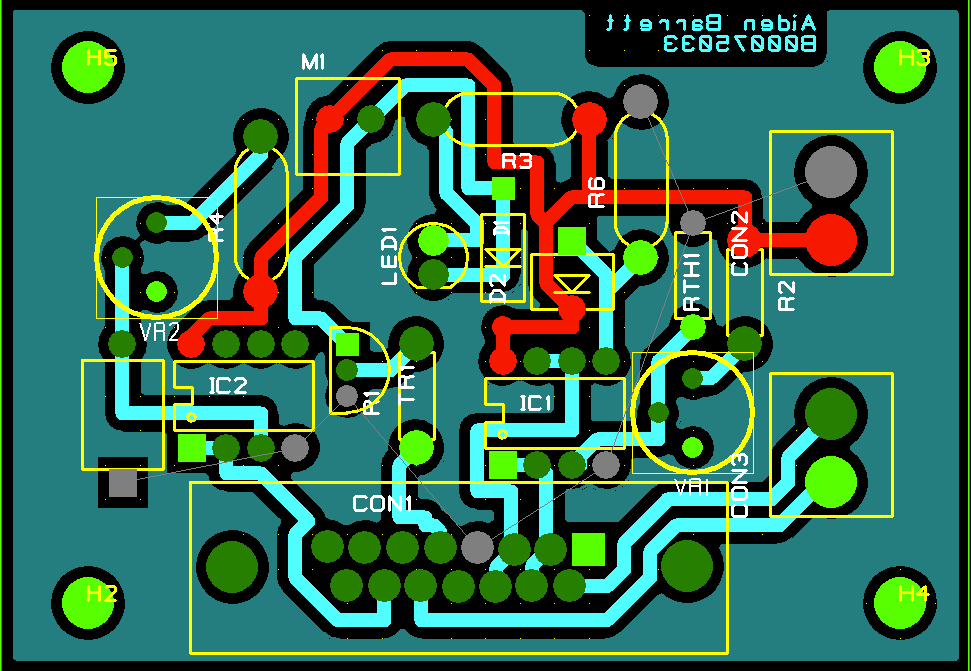 Aiden Barrett
B00075033
H5
H3
M1
R3
R6
R4
CON2
D1
LED1
RTH1
D2
R2
VR2
IC2
R1
TR1
IC1
VR1
CON3
CON1
H2
H4